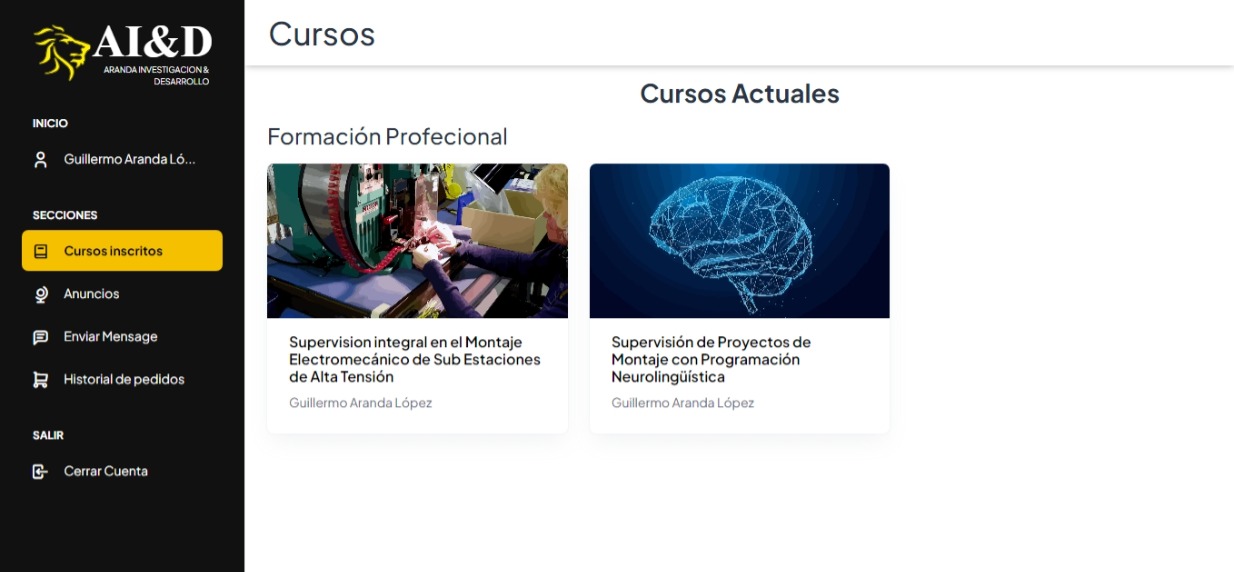 AI&D
ARANDA INVESTIGACION &
DESARROLLO
INICIO
Guillermo Aranda Ló...
SECCIONES
Cursos inscritos
Anuncios
Enviar Mensage
Historial de pedidos
SALIR
Cerrar Cuenta
Cursos
Cursos Actuales
Formación Profecional
Supervision integral en el Montaje
Electromecánico de Sub Estaciones
de Alta Tensión
Guillermo Aranda López
Supervisión de Proyectos de
Montaje con Programación
Neurolingüística
Guillermo Aranda López